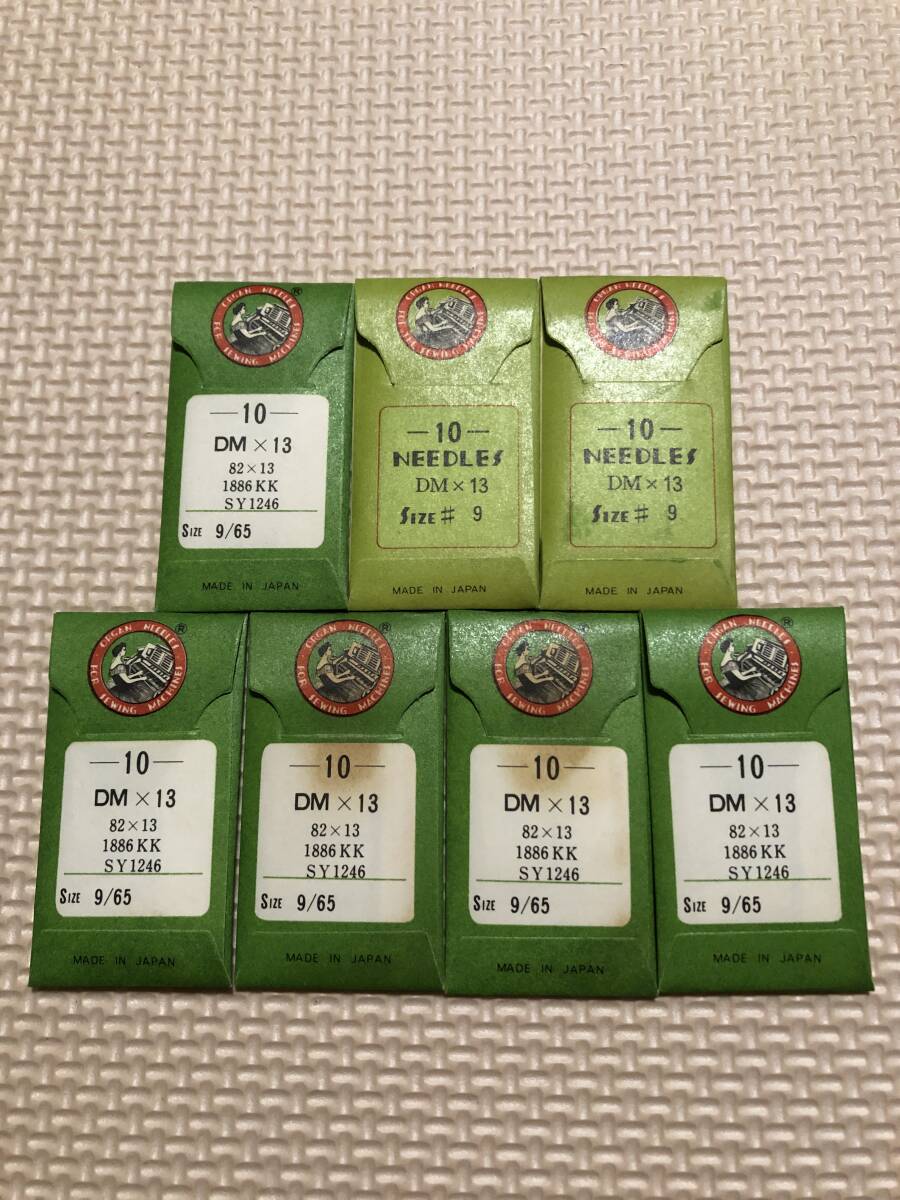 ORGAN NEEDLES
FOR SEWING MACHINES
®
—10—
DM × 13
82×13
1886KK
SY1246
SIZE 9/65
MADE IN JAPAN
ORGAN NEEDLES
FOR SEWING MACHINES
—10—
NEEDLES
DM × 13
SIZE # 9
MADE IN JAPAN
ORGAN NEEDLES
FOR SEWING MACHINES
—10—
NEEDLES
DM × 13
SIZE # 9
MADE IN JAPAN
ORGAN NEEDLES
FOR SEWING MACHINES
®
—10—
DM × 13
82×13
1886KK
SY1246
SIZE 9/65
MADE IN JAPAN
ORGAN NEEDLES
FOR SEWING MACHINES
®
—10—
DM × 13
82×13
1886KK
SY1246
SIZE 9/65
MADE IN JAPAN
ORGAN NEEDLES
FOR SEWING MACHINES
®
—10—
DM × 13
82×13
1886KK
SY1246
SIZE 9/65
MADE IN JAPAN
ORGAN NEEDLES
FOR SEWING MACHINES
®
—10—
DM × 13
82×13
1886KK
SY1246
SIZE 9/65
MADE IN JAPAN